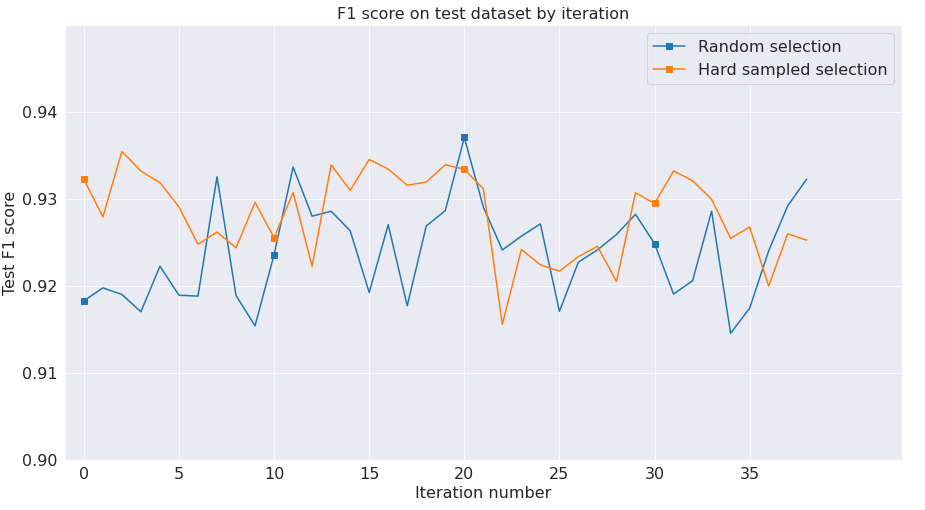 F1 score on test dataset by iteration
Random selection
Hard sampled selection
Test F1 score
0.94
0.93
0.92
0.91
0.90
0 5 10 15 20 25 30 35
Iteration number